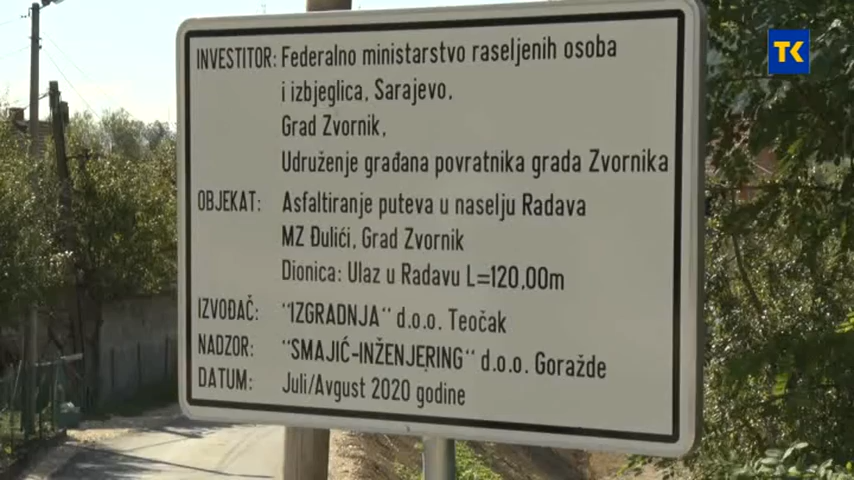 TK
INVESTITOR: Federalno ministarstvo raseljenih osoba
i izbjeglica, Sarajevo.
Grad Zvornik,
Udruženje građana povratnika grada Zvornika
OBJEKAT: Asfaltiranje puteva u naselju Radava
MZ Đulići, Grad Zvornik
Dionica: Ulaz u Radavu L=120,00m
IZVOĐAČ: "IZGRADNJA" d.o.o. Teočak
NADZOR: "SMAJIĆ-INŽENJERING" d.o.o. Goražde
DATUM: Juli/Avgust 2020 godine